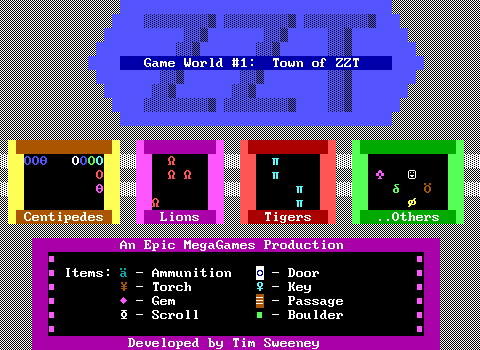 ZZT
Game World #1: Town of ZZT
Centipedes
Lions
Tigers
..Others
An Epic MegaGames Production
Items: ä - Ammunition
¥ - Torch
♦ - Gem
- Scroll
- Door
♀ - Key
≡ - Passage
■ - Boulder
Developed by Tim Sweeney